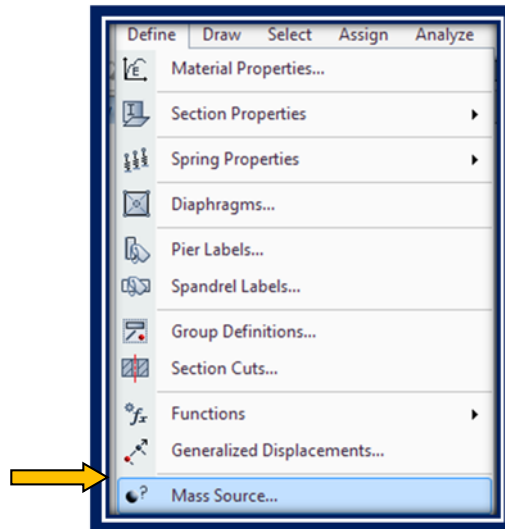 Define Draw Select Assign Analyze
Material Properties...
Section Properties
Spring Properties
Diaphragms...
Pier Labels...
Spandrel Labels...
Group Definitions...
Section Cuts...
Functions
Generalized Displacements...
Mass Source...